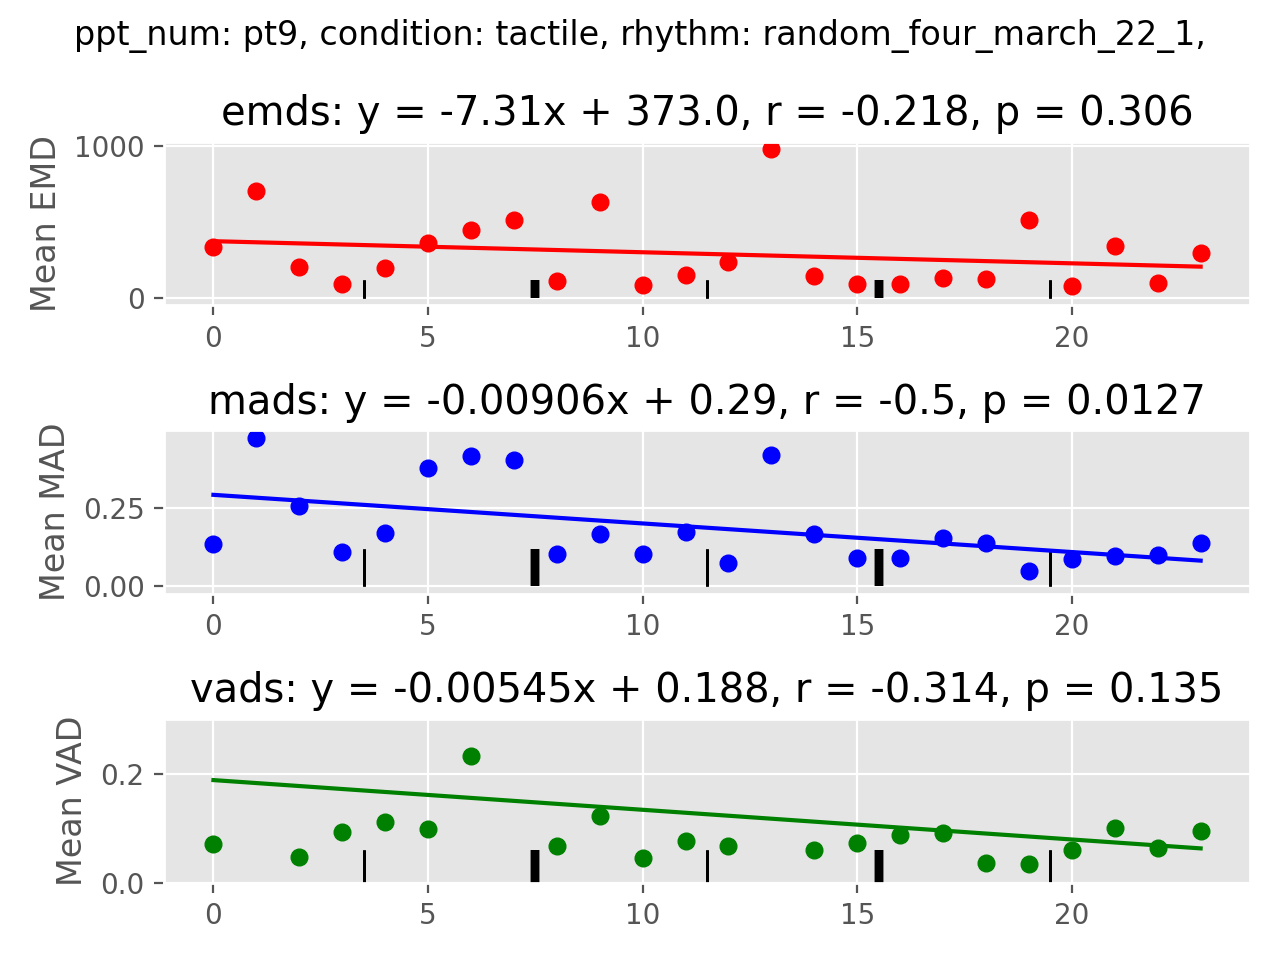 ppt_num: pt9, condition: tactile, rhythm: random_four_march_22_1,
emds: y = -7.31x + 373.0, r = -0.218, p = 0.306
Mean EMD
1000
0
0 5 10 15 20
mads: y = -0.00906x + 0.29, r = -0.5, p = 0.0127
Mean MAD
0.25
0.00
0 5 10 15 20
vads: y = -0.00545x + 0.188, r = -0.314, p = 0.135
Mean VAD
0.2
0.0
0 5 10 15 20